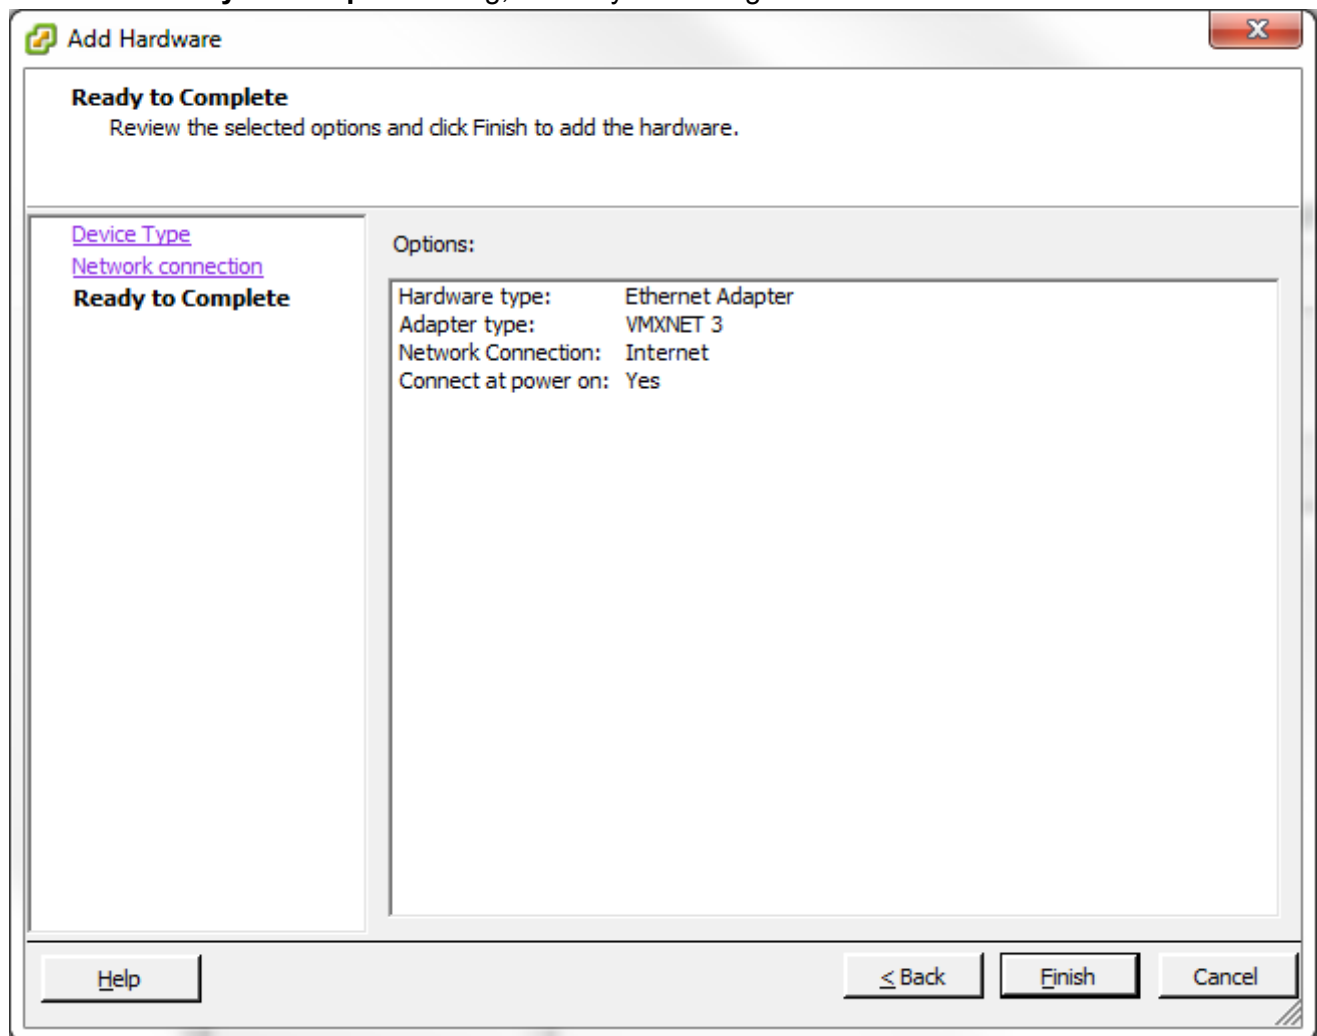 Add Hardware
Ready to Complete
Review the selected options and click Finish to add the hardware.
Device Type
Network connection
Ready to Complete
Options:
Hardware type: Ethernet Adapter
Adapter type: VMXNET 3
Network Connection: Internet
Connect at power on: Yes
Help
< Back
Finish
Cancel